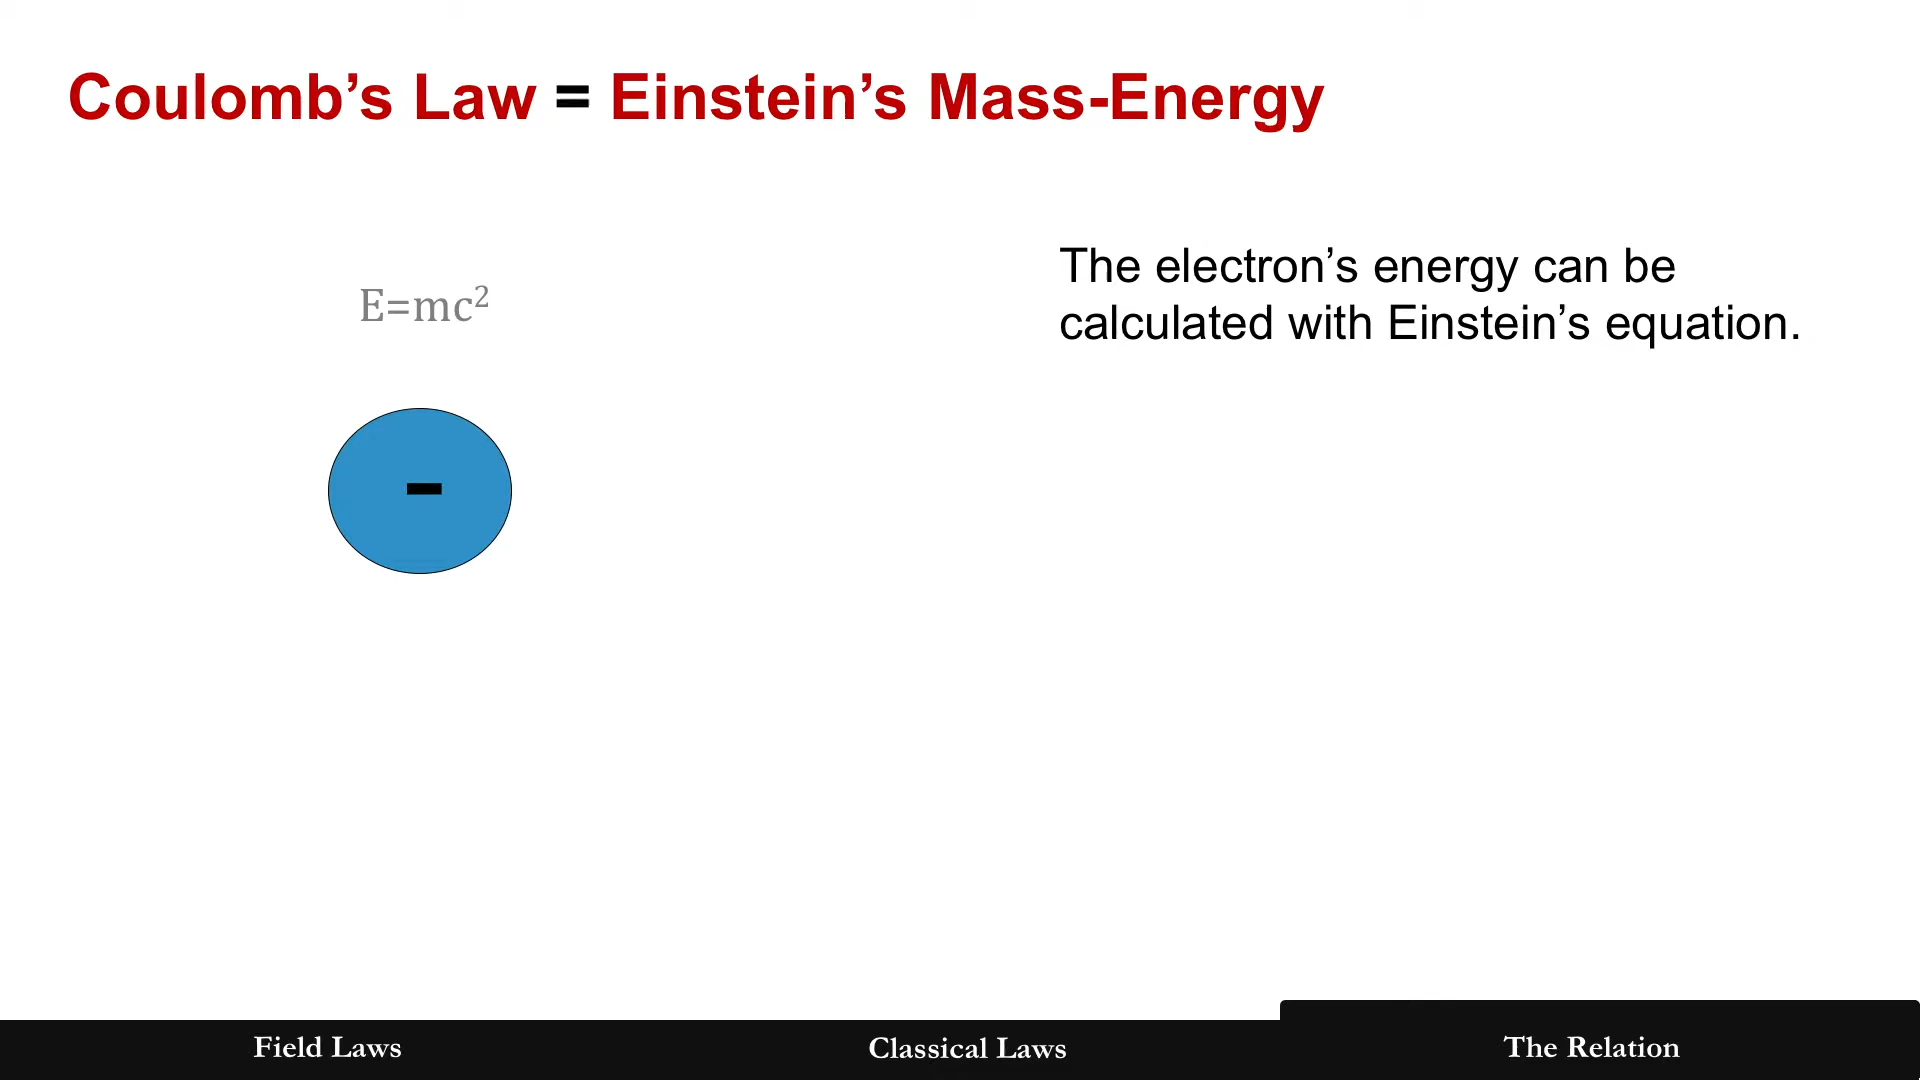 Coulomb’s Law = Einstein’s Mass-Energy
E=mc²
The electron’s energy can be
calculated with Einstein’s equation.
-
Field Laws
Classical Laws
The Relation